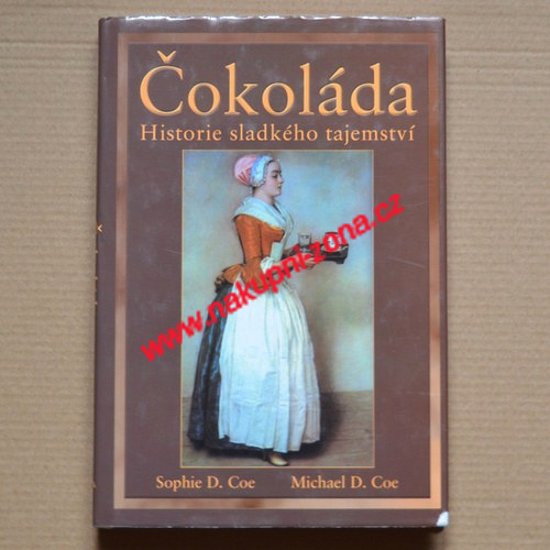 Čokoláda
Historie sladkého tajemství
www.nakupni-zona.cz
Sophie D. Coe Michael D. Coe